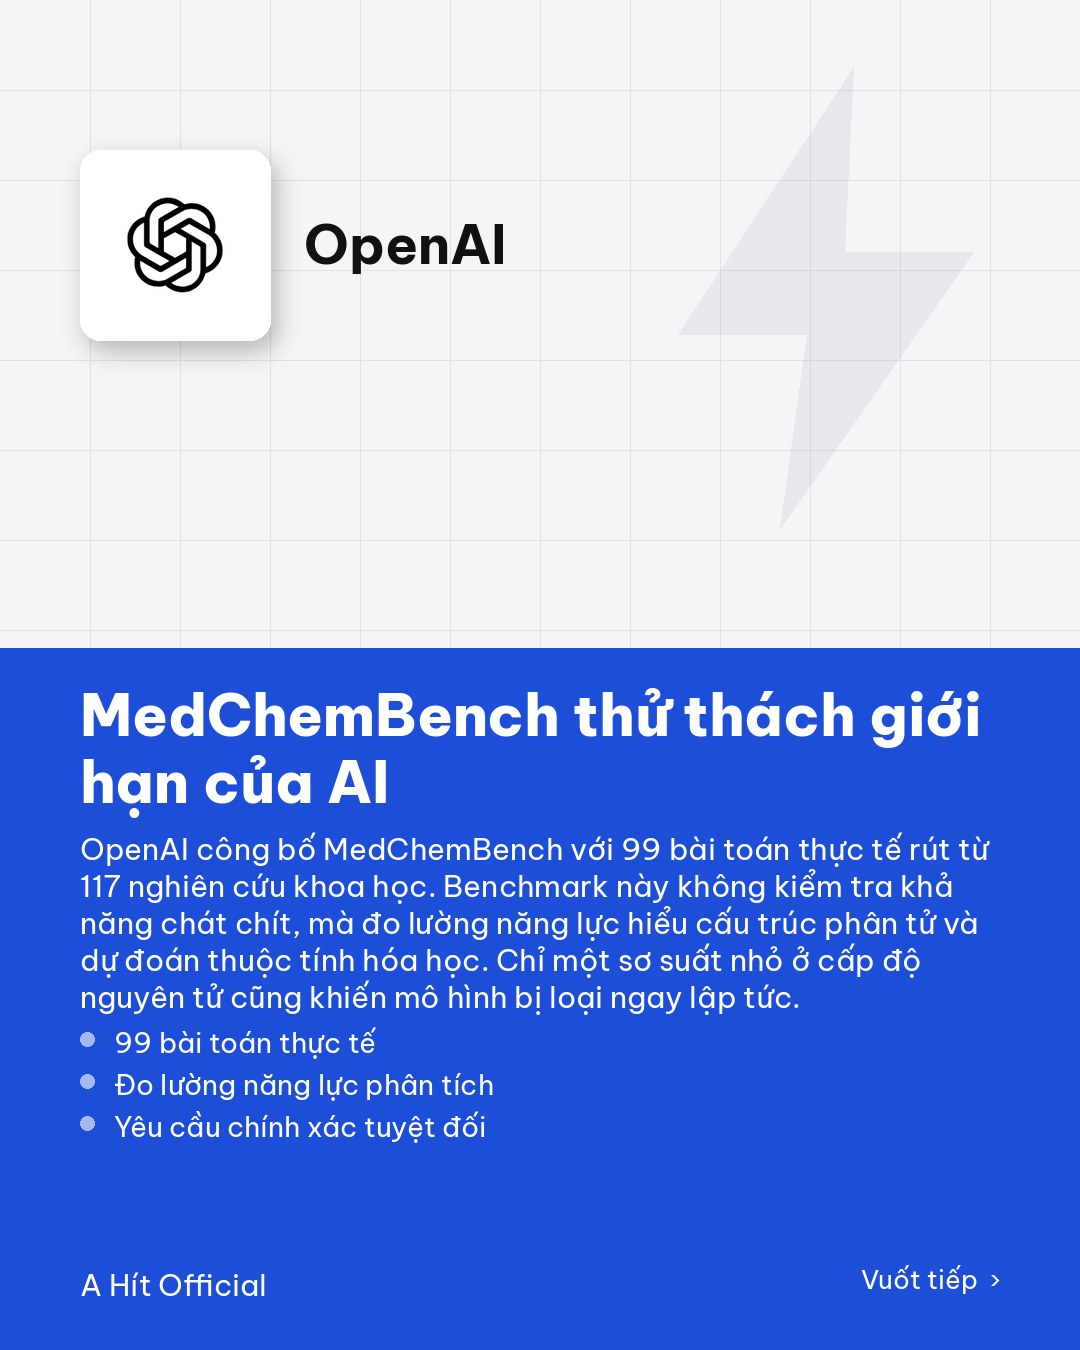 OpenAI
MedChemBench thử thách giới
hạn của AI
OpenAI công bố MedChemBench với 99 bài toán thực tế rút từ
117 nghiên cứu khoa học. Benchmark này không kiểm tra khả
năng chát chít, mà đo lường năng lực hiểu cấu trúc phân tử và
dự đoán thuộc tính hóa học. Chỉ một sơ suất nhỏ ở cấp độ
nguyên tử cũng khiến mô hình bị loại ngay lập tức.
99 bài toán thực tế
Đo lường năng lực phân tích
Yêu cầu chính xác tuyệt đối
A Hít Official
Vuốt tiếp ›